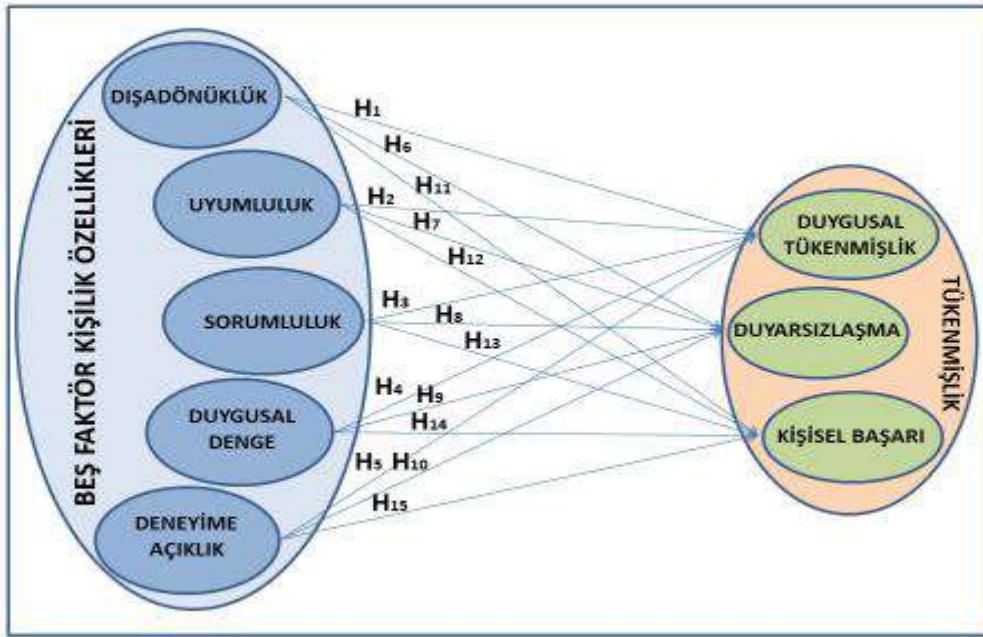 BEŞ FAKTÖR KİŞİLİK ÖZELLİKLERİ
DIŞADÖNÜKLÜK
UYUMLULUK
SORUMLULUK
DUYGUSAL
DENGE
DENEYİME
AÇIKLIK
H1
H6
H11
H2
H7
H12
H3
H8
H13
H4
H9
H14
H5
H10
H15
DUYGUSAL
TÜKENMİŞLİK
DUYARSIZLAŞMA
KİŞİSEL BAŞARI
TÜKENMİŞLİK